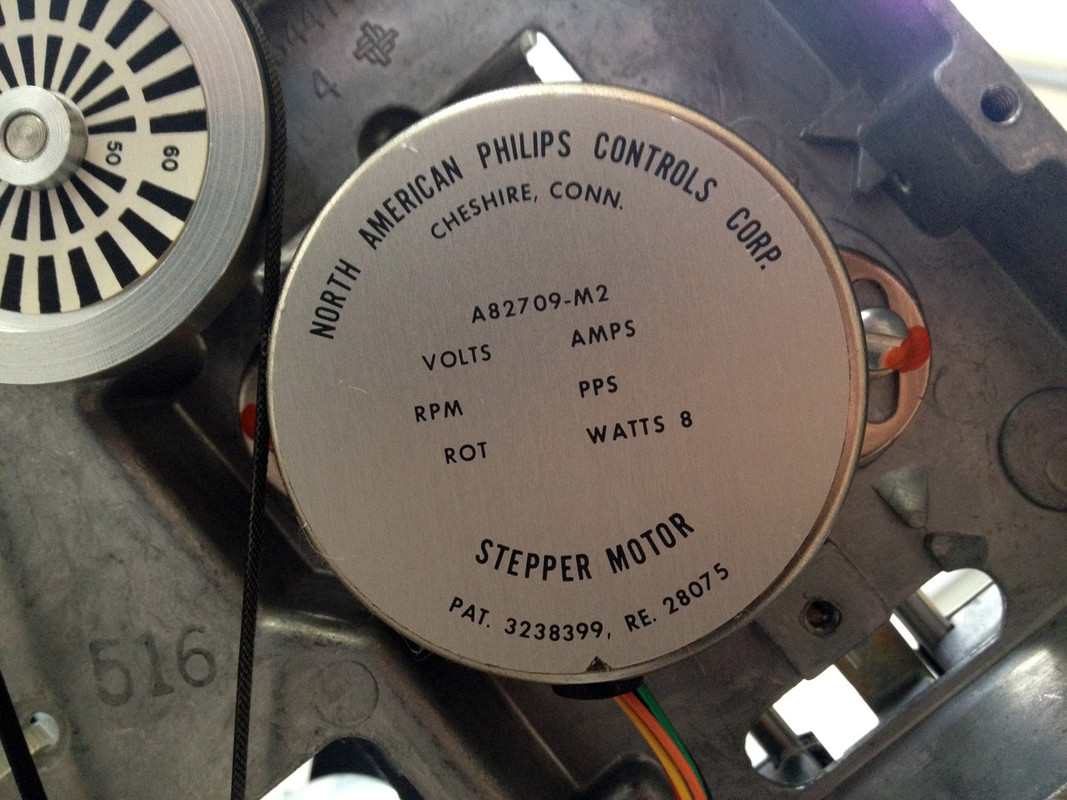 NORTH AMERICAN PHILIPS CONTROLS CORP.
CHESHIRE, CONN.
A82709-M2
VOLTS AMPS
RPM PPS
ROT WATTS 8
STEPPER MOTOR
PAT. 3238399, RE. 28075
50 60
4
516